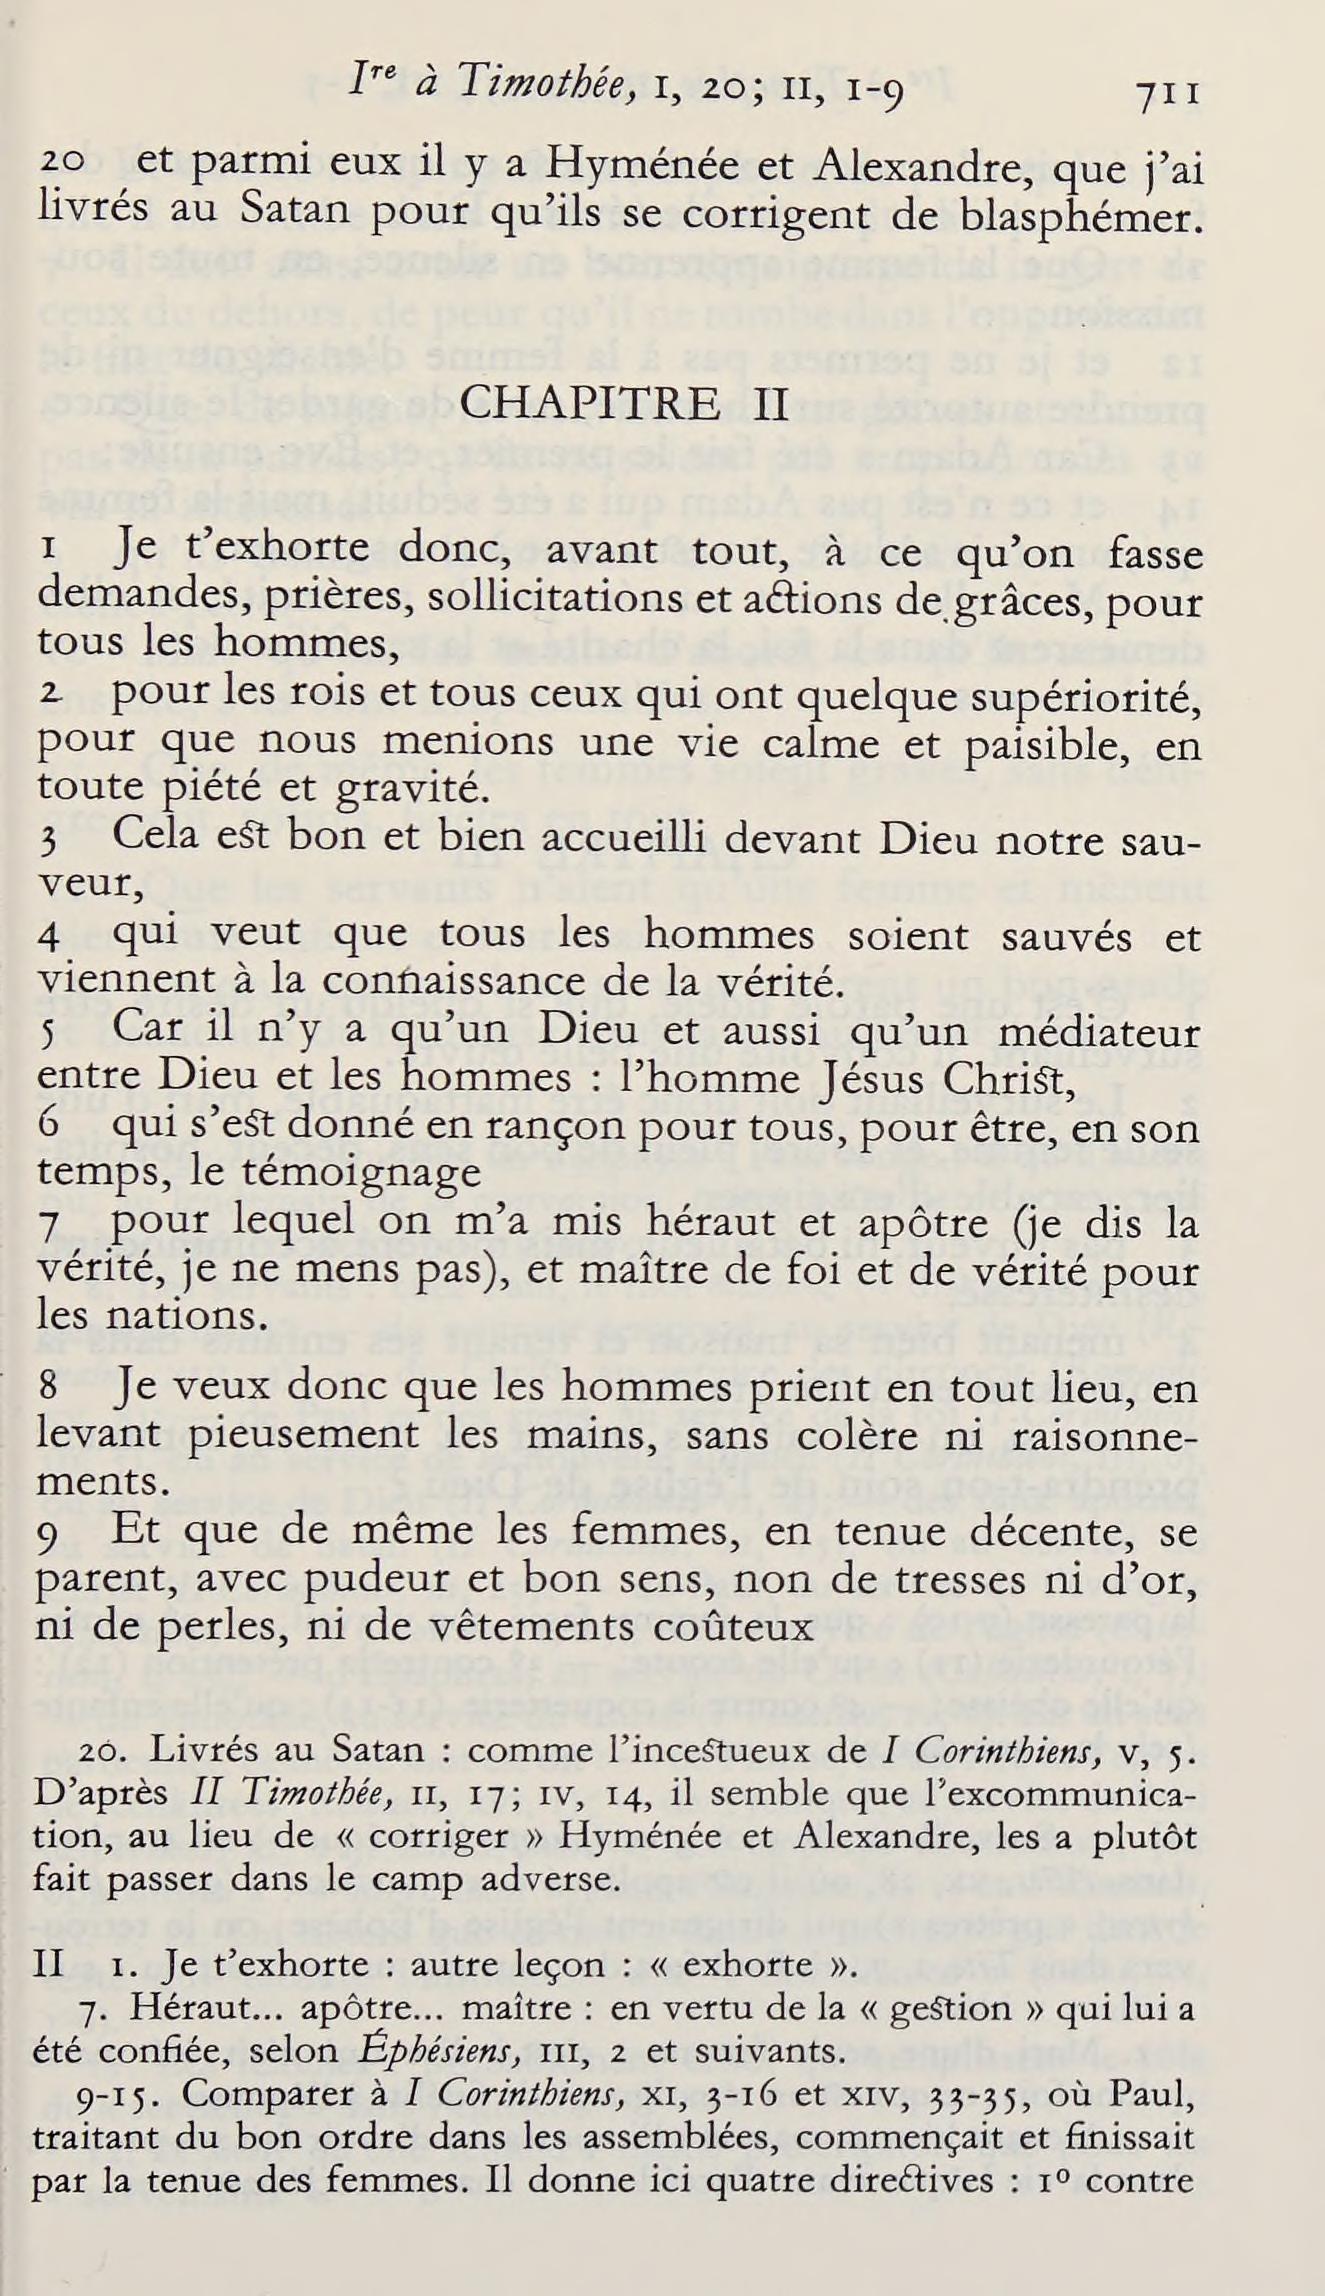 Iʳᵉ à Timothée, I, 20; II, 1-9 711
20 et parmi eux il y a Hyménée et Alexandre, que j’ai
livrés au Satan pour qu’ils se corrigent de blasphémer.
CHAPITRE II
1 Je t’exhorte donc, avant tout, à ce qu’on fasse
demandes, prières, sollicitations et actions de grâces, pour
tous les hommes,
2 pour les rois et tous ceux qui ont quelque supériorité,
pour que nous menions une vie calme et paisible, en
toute piété et gravité.
3 Cela est bon et bien accueilli devant Dieu notre sau-
veur,
4 qui veut que tous les hommes soient sauvés et
viennent à la connaissance de la vérité.
5 Car il n’y a qu’un Dieu et aussi qu’un médiateur
entre Dieu et les hommes : l’homme Jésus Christ,
6 qui s’est donné en rançon pour tous, pour être, en son
temps, le témoignage
7 pour lequel on m’a mis héraut et apôtre (je dis la
vérité, je ne mens pas), et maître de foi et de vérité pour
les nations.
8 Je veux donc que les hommes prient en tout lieu, en
levant pieusement les mains, sans colère ni raisonne-
ments.
9 Et que de même les femmes, en tenue décente, se
parent, avec pudeur et bon sens, non de tresses ni d’or,
ni de perles, ni de vêtements coûteux
20. Livrés au Satan : comme l’incestueux de I Corinthiens, V, 5.
D’après II Timothée, II, 17; IV, 14, il semble que l’excommunica-
tion, au lieu de « corriger » Hyménée et Alexandre, les a plutôt
fait passer dans le camp adverse.
II 1. Je t’exhorte : autre leçon : « exhorte ».
7. Héraut... apôtre... maître : en vertu de la « gestion » qui lui a
été confiée, selon Éphésiens, III, 2 et suivants.
9-15. Comparer à I Corinthiens, XI, 3-16 et XIV, 33-35, où Paul,
traitant du bon ordre dans les assemblées, commençait et finissait
par la tenue des femmes. Il donne ici quatre directives : 1º contre